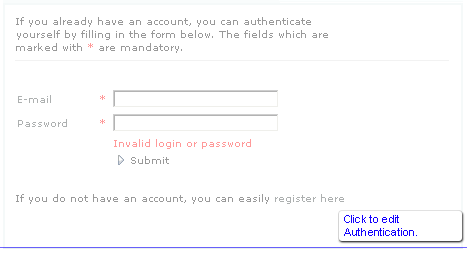 If you already have an account, you can authenticate
yourself by filling in the form below. The fields which are
marked with * are mandatory.
E-mail *
Password *
Invalid login or password
Submit
If you do not have an account, you can easily register here
Click to edit
Authentication.